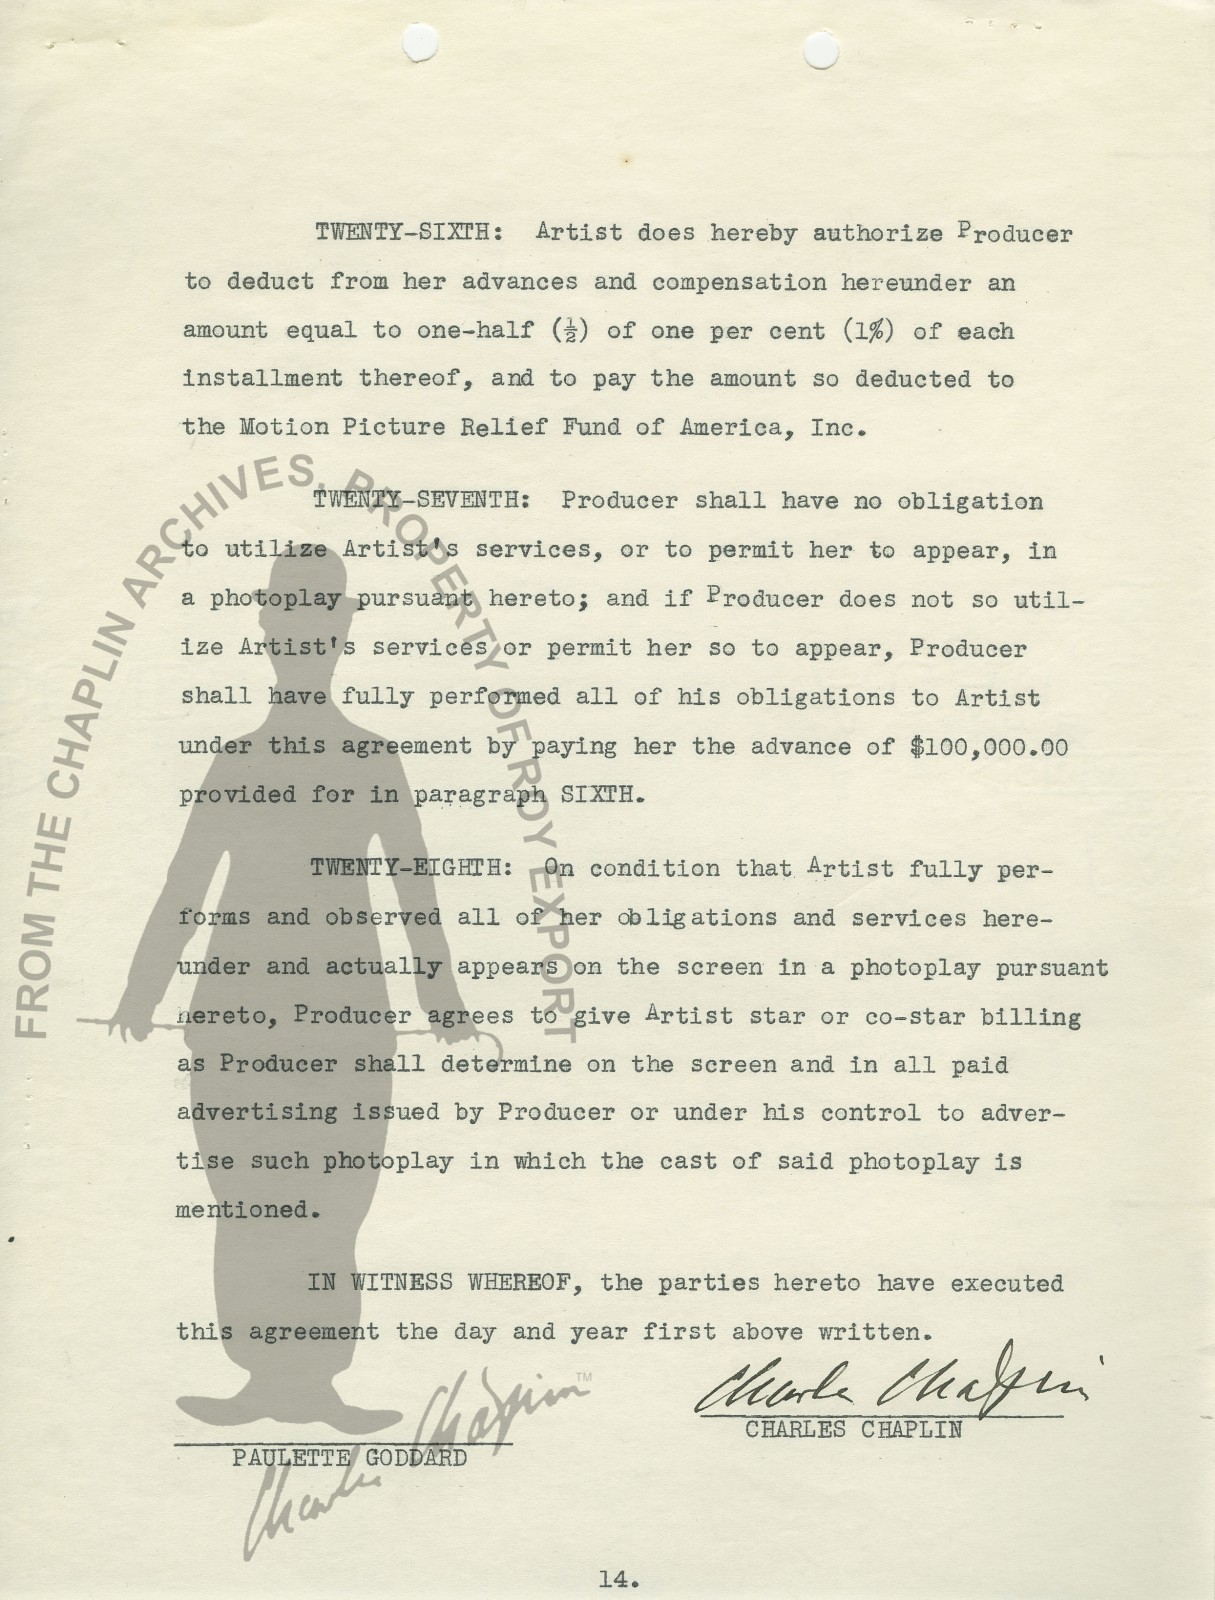 TWENTY-SIXTH: Artist does hereby authorize Producer
to deduct from her advances and compensation hereunder an
amount equal to one-half (½) of one per cent (1%) of each
installment thereof, and to pay the amount so deducted to
the Motion Picture Relief Fund of America, Inc.
TWENTY-SEVENTH: Producer shall have no obligation
to utilize Artist's services, or to permit her to appear, in
a photoplay pursuant hereto; and if Producer does not so util-
ize Artist's services or permit her so to appear, Producer
shall have fully performed all of his obligations to Artist
under this agreement by paying her the advance of $100,000.00
provided for in paragraph SIXTH.
TWENTY-EIGHTH: On condition that Artist fully per-
forms and observed all of her obligations and services here-
under and actually appears on the screen in a photoplay pursuant
hereto, Producer agrees to give Artist star or co-star billing
as Producer shall determine on the screen and in all paid
advertising issued by Producer or under his control to adver-
tise such photoplay in which the cast of said photoplay is
mentioned.
IN WITNESS WHEREOF, the parties hereto have executed
this agreement the day and year first above written.
Charles Chaplin
CHARLES CHAPLIN
PAULETTE GODDARD
14.
FROM THE CHAPLIN ARCHIVES, PROPERTY OF ROY EXPORT
Charles Chaplin ™